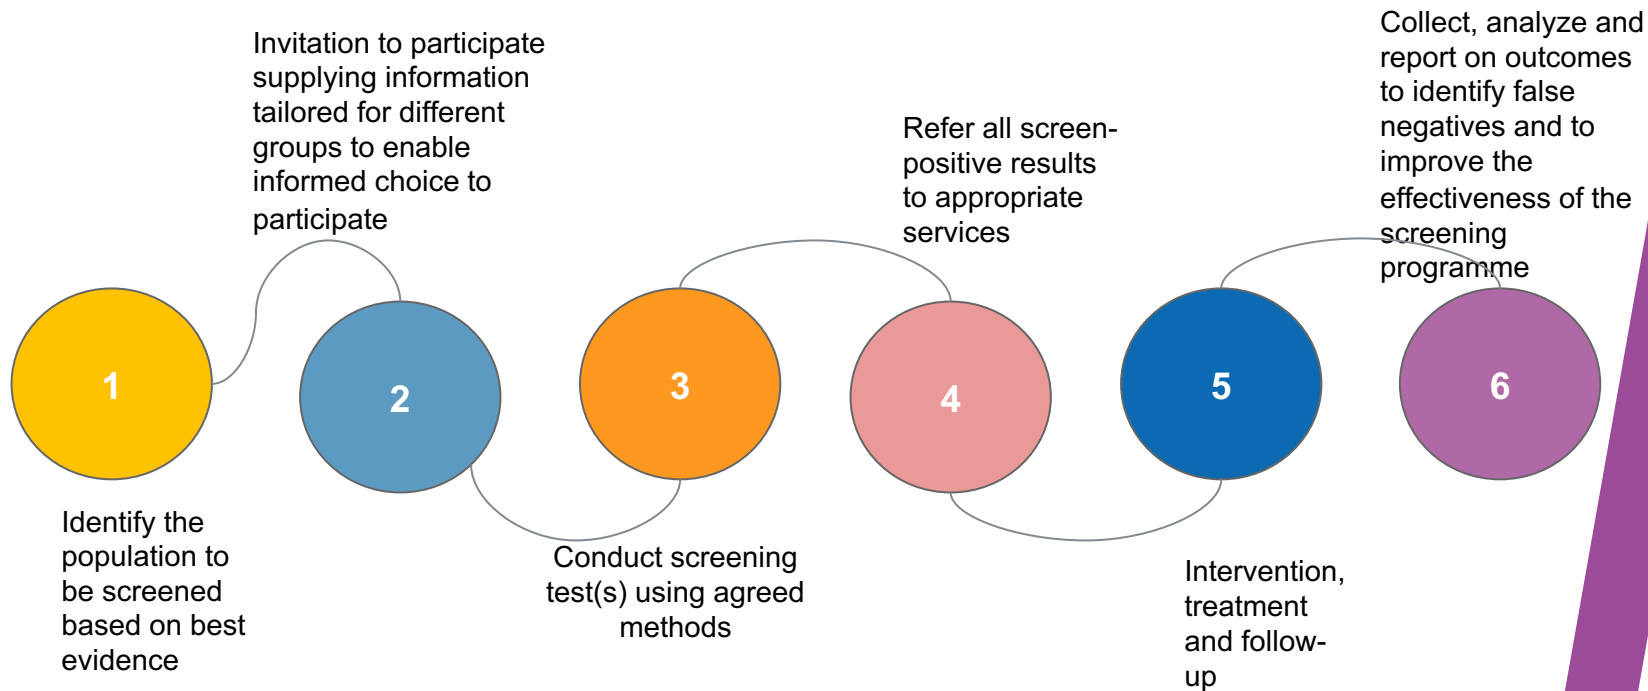 Invitation to participate
supplying information
tailored for different
groups to enable
informed choice to
participate
Refer all screen-
positive results
to appropriate
services
Collect, analyze and
report on outcomes
to identify false
negatives and to
improve the
effectiveness of the
screening
programme
1
2
3
4
5
6
Identify the
population to
be screened
based on best
evidence
Conduct screening
test(s) using agreed
methods
Intervention,
treatment
and follow-
up